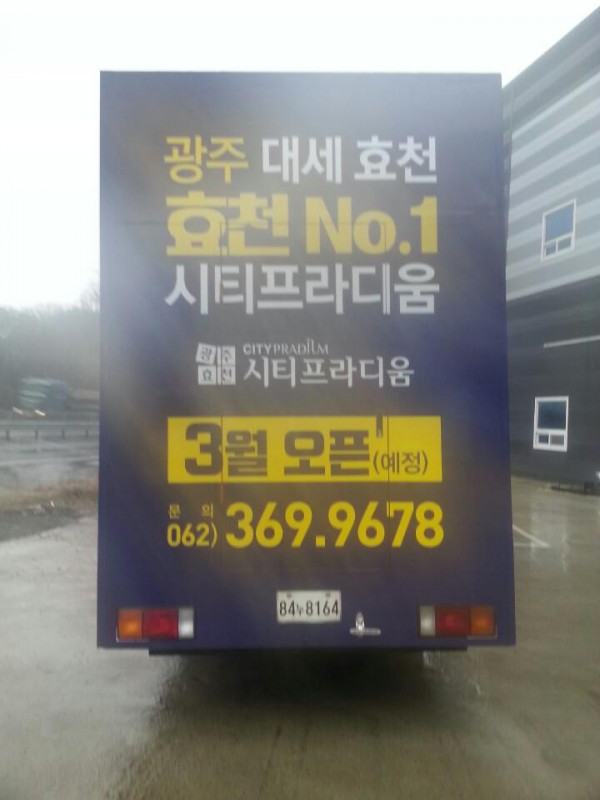 광주 대세 효천
효천 No.1
시티프라디움
광주
효천
CITYPRADIUM
시티프라디움
3월 오픈(예정)
문 의
062) 369.9678
84누8164